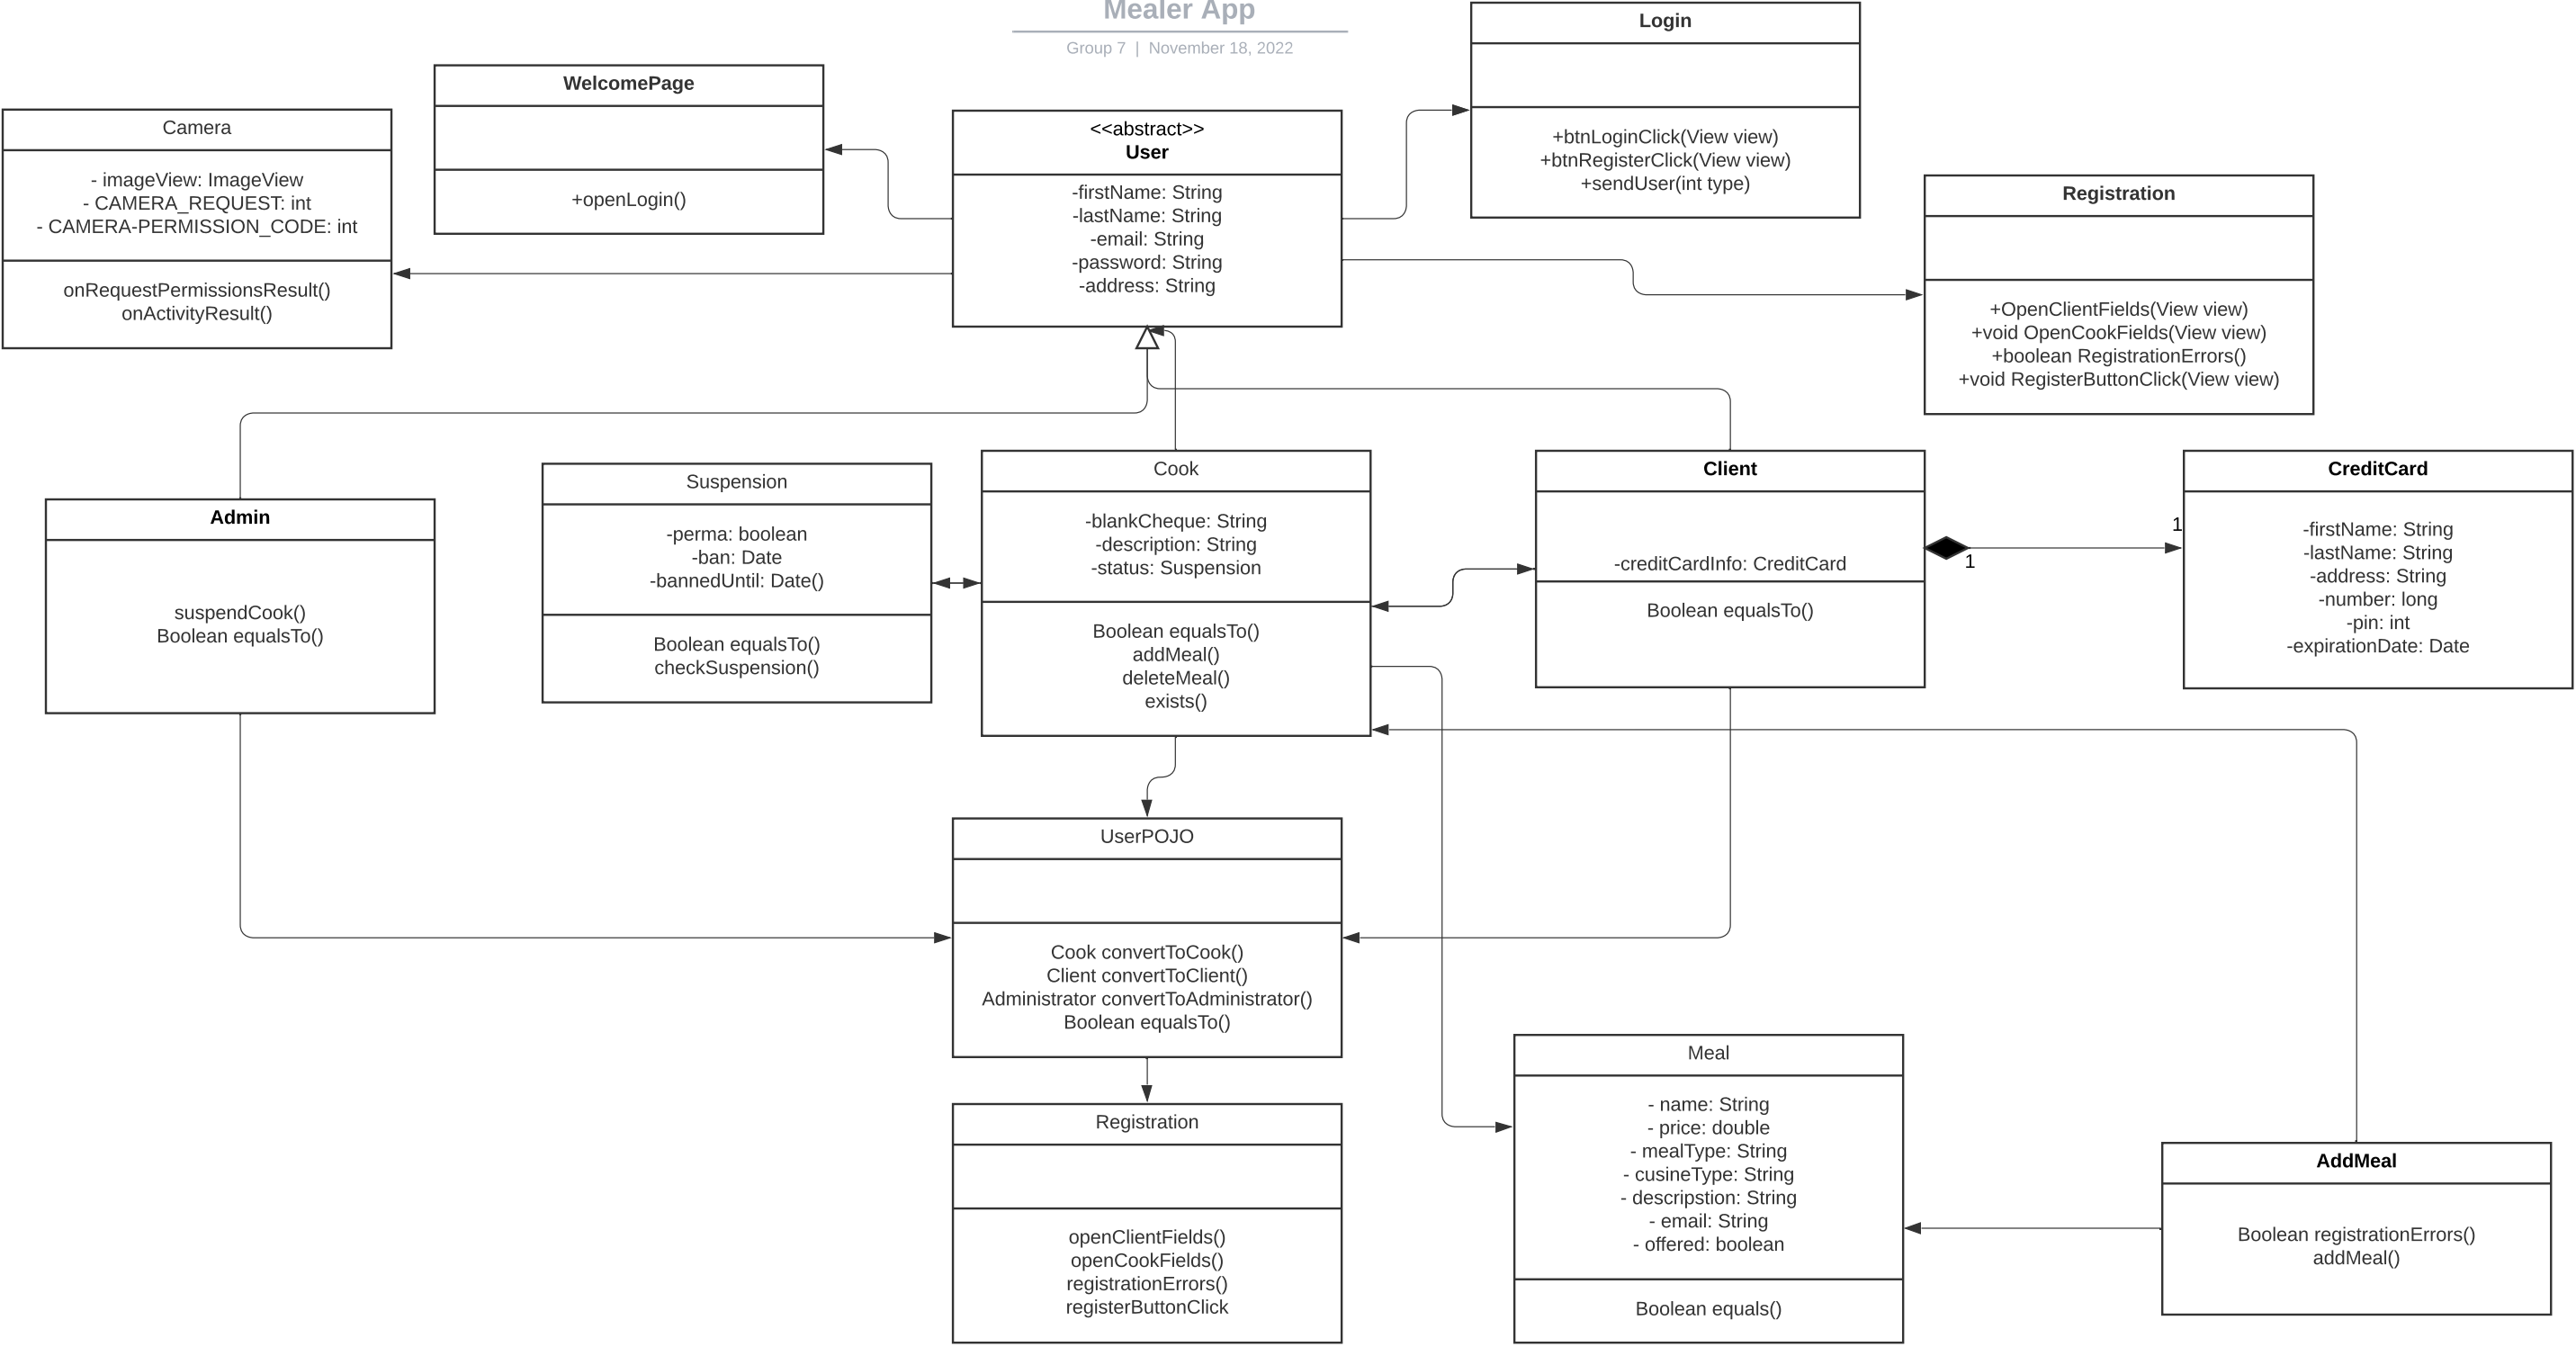 Mealer App
Group 7 | November 18, 2022
Login
+btnLoginClick(View view)
+btnRegisterClick(View view)
+sendUser(int type)
WelcomePage
+openLogin()
Camera
- imageView: ImageView
- CAMERA_REQUEST: int
- CAMERA-PERMISSION_CODE: int
onRequestPermissionsResult()
onActivityResult()
<<abstract>>
User
-firstName: String
-lastName: String
-email: String
-password: String
-address: String
Registration
+OpenClientFields(View view)
+void OpenCookFields(View view)
+boolean RegistrationErrors()
+void RegisterButtonClick(View view)
Admin
suspendCook()
Boolean equalsTo()
Suspension
-perma: boolean
-ban: Date
-bannedUntil: Date()
Boolean equalsTo()
checkSuspension()
Cook
-blankCheque: String
-description: String
-status: Suspension
Boolean equalsTo()
addMeal()
deleteMeal()
exists()
Client
-creditCardInfo: CreditCard
Boolean equalsTo()
1
1
CreditCard
-firstName: String
-lastName: String
-address: String
-number: long
-pin: int
-expirationDate: Date
UserPOJO
Cook convertToCook()
Client convertToClient()
Administrator convertToAdministrator()
Boolean equalsTo()
Registration
openClientFields()
openCookFields()
registrationErrors()
registerButtonClick
Meal
- name: String
- price: double
- mealType: String
- cusineType: String
- descripstion: String
- email: String
- offered: boolean
Boolean equals()
AddMeal
Boolean registrationErrors()
addMeal()